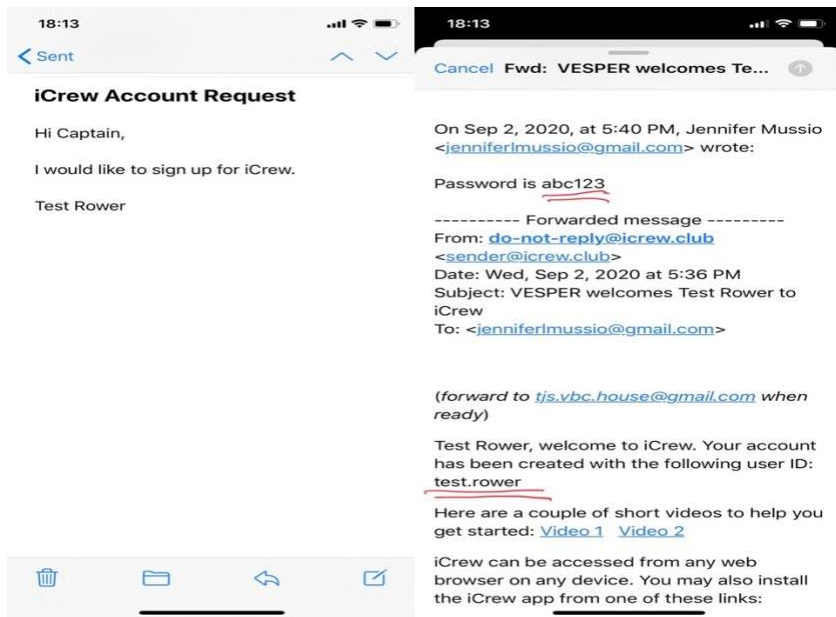 18:13
Sent
iCrew Account Request
Hi Captain,
I would like to sign up for iCrew.
Test Rower
18:13
Cancel Fwd: VESPER welcomes Te...
On Sep 2, 2020, at 5:40 PM, Jennifer Mussio
<jenniferlmussio@gmail.com> wrote:
Password is abc123
---------- Forwarded message ---------
From: do-not-reply@icrew.club
<sender@icrew.club>
Date: Wed, Sep 2, 2020 at 5:36 PM
Subject: VESPER welcomes Test Rower to
iCrew
To: <jenniferlmussio@gmail.com>
(forward to tjs.vbc.house@gmail.com when
ready)
Test Rower, welcome to iCrew. Your account
has been created with the following user ID:
test.rower
Here are a couple of short videos to help you
get started: Video 1 Video 2
iCrew can be accessed from any web
browser on any device. You may also install
the iCrew app from one of these links: